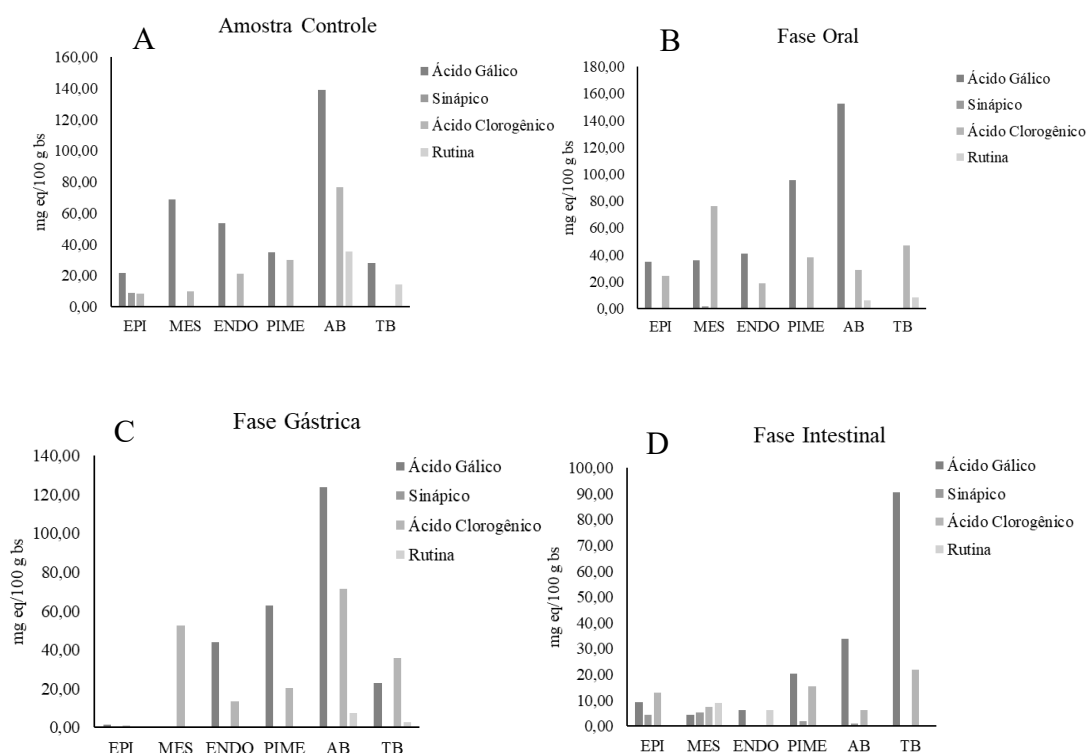 A
Amostra Controle
mg eq/100 g bs
160,00
140,00
120,00
100,00
80,00
60,00
40,00
20,00
0,00
EPI MES ENDO PIME AB TB
Ácido Gálico
Sinápico
Ácido Clorogênico
Rutina
B
Fase Oral
mg eq/100 g bs
180,00
160,00
140,00
120,00
100,00
80,00
60,00
40,00
20,00
0,00
EPI MES ENDO PIME AB TB
Ácido Gálico
Sinápico
Ácido Clorogênico
Rutina
C
Fase Gástrica
mg eq/100 g bs
140,00
120,00
100,00
80,00
60,00
40,00
20,00
0,00
EPI MES ENDO PIME AB TB
Ácido Gálico
Sinápico
Ácido Clorogênico
Rutina
D
Fase Intestinal
mg eq/100 g bs
100,00
90,00
80,00
70,00
60,00
50,00
40,00
30,00
20,00
10,00
0,00
EPI MES ENDO PIME AB TB
Ácido Gálico
Sinápico
Ácido Clorogênico
Rutina